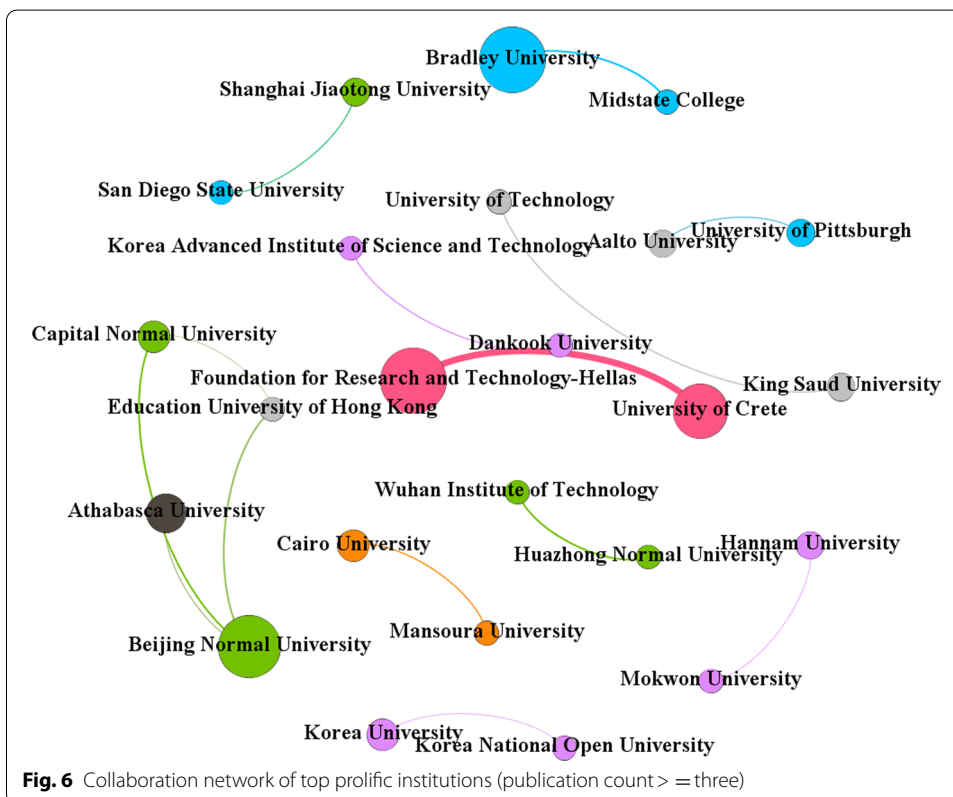 Bradley University
Shanghai Jiaotong University
Midstate College
San Diego State University
University of Technology
University of Pittsburgh
Korea Advanced Institute of Science and Technology
Aalto University
Capital Normal University
Dankook University
Foundation for Research and Technology-Hellas
King Saud University
Education University of Hong Kong
University of Crete
Wuhan Institute of Technology
Athabasca University
Cairo University
Huazhong Normal University
Hannam University
Mansoura University
Beijing Normal University
Mokwon University
Korea University
Korea National Open University
Fig. 6 Collaboration network of top prolific institutions (publication count > = three)